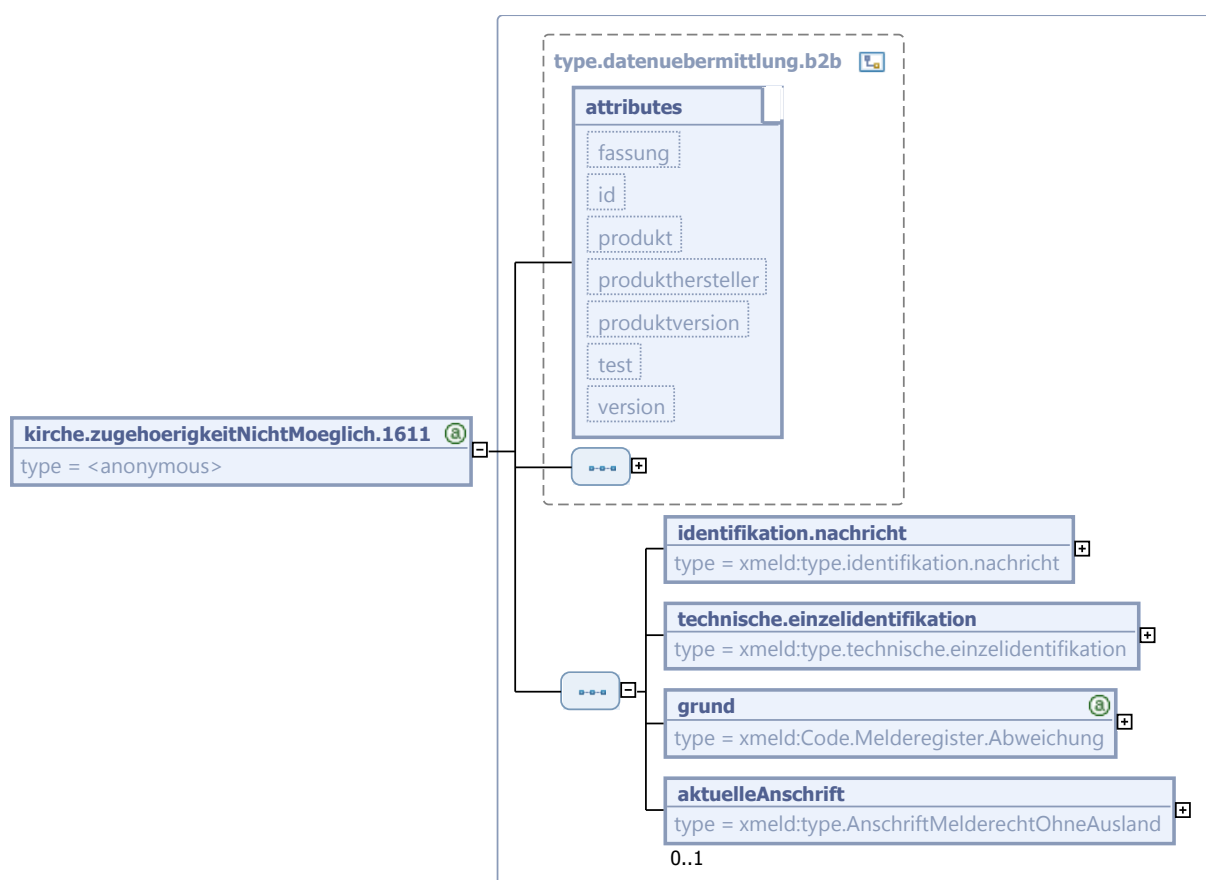 type.datenuebermittlung.b2b
attributes
fassung
id
produkt
produkthersteller
produktversion
test
version
kirche.zugehoerigkeitNichtMoeglich.1611 a
type = <anonymous>
identifikation.nachricht
type = xmeld:type.identifikation.nachricht
technische.einzelidentifikation
type = xmeld:type.technische.einzelidentifikation
grund a
type = xmeld:Code.Melderegister.Abweichung
aktuelleAnschrift
type = xmeld:type.AnschriftMelderechtOhneAusland
0..1